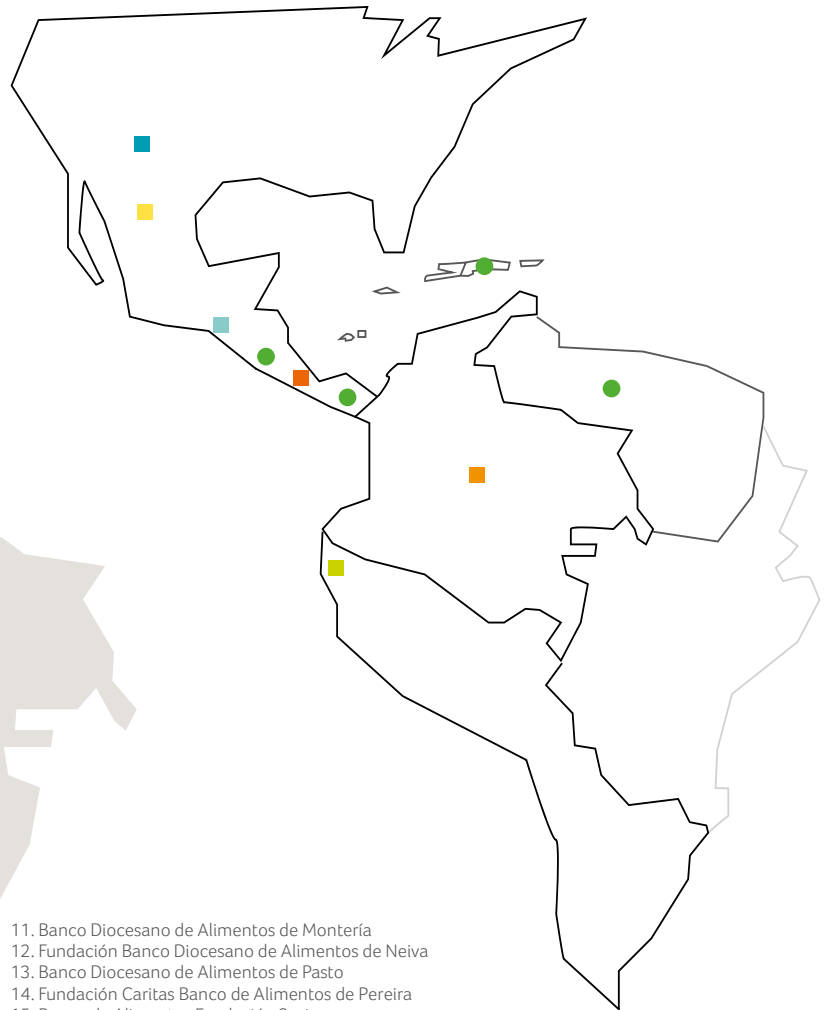 11. Banco Diocesano de Alimentos de Montería
12. Fundación Banco Diocesano de Alimentos de Neiva
13. Banco Diocesano de Alimentos de Pasto
14. Fundación Caritas Banco de Alimentos de Pereira